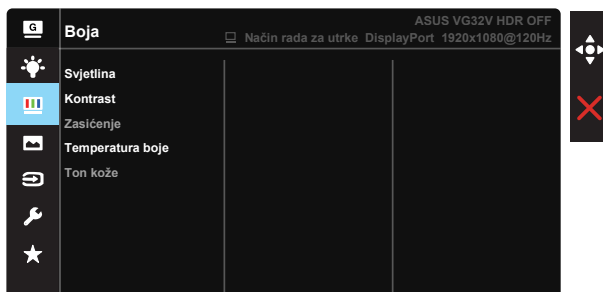 G
Boja
ASUS VG32V HDR OFF
Način rada za utrke DisplayPort 1920x1080@120Hz
Svjetlina
Kontrast
Zasićenje
Temperatura boje
Ton kože